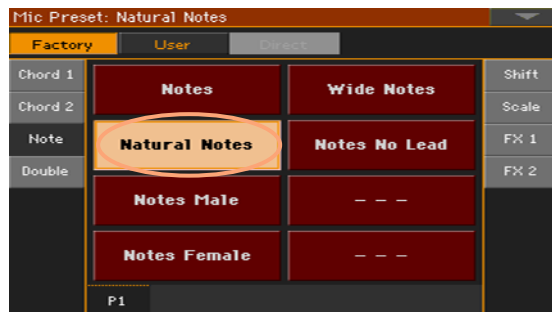 Mic Preset: Natural Notes
Factory User Direct
Chord 1
Chord 2
Note
Double
Notes Wide Notes
Natural Notes Notes No Lead
Notes Male - - -
Notes Female - - -
Shift
Scale
FX 1
FX 2
P1